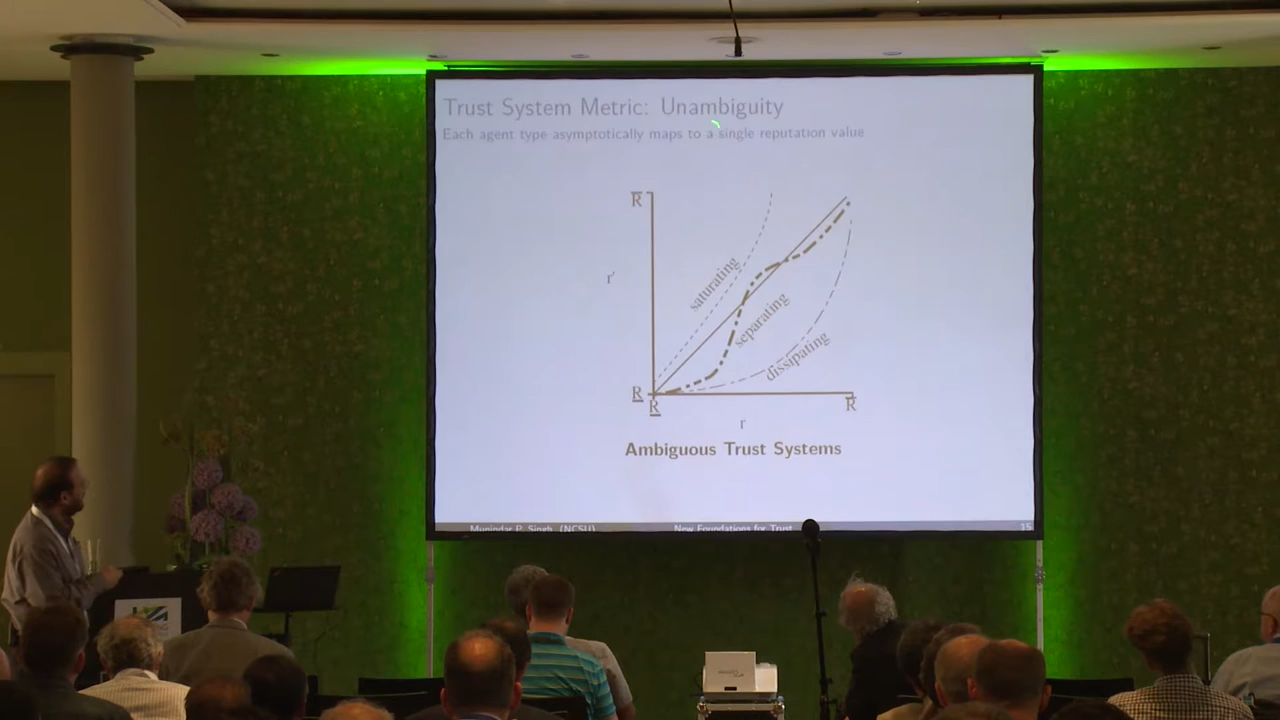 Trust System Metric: Unambiguity
Each agent type asymptotically maps to a single reputation value
R
r'
saturating
separating
dissipating
R
R
R
r
Ambiguous Trust Systems
Munindar P. Singh (NCSU) New Foundations for Trust 15